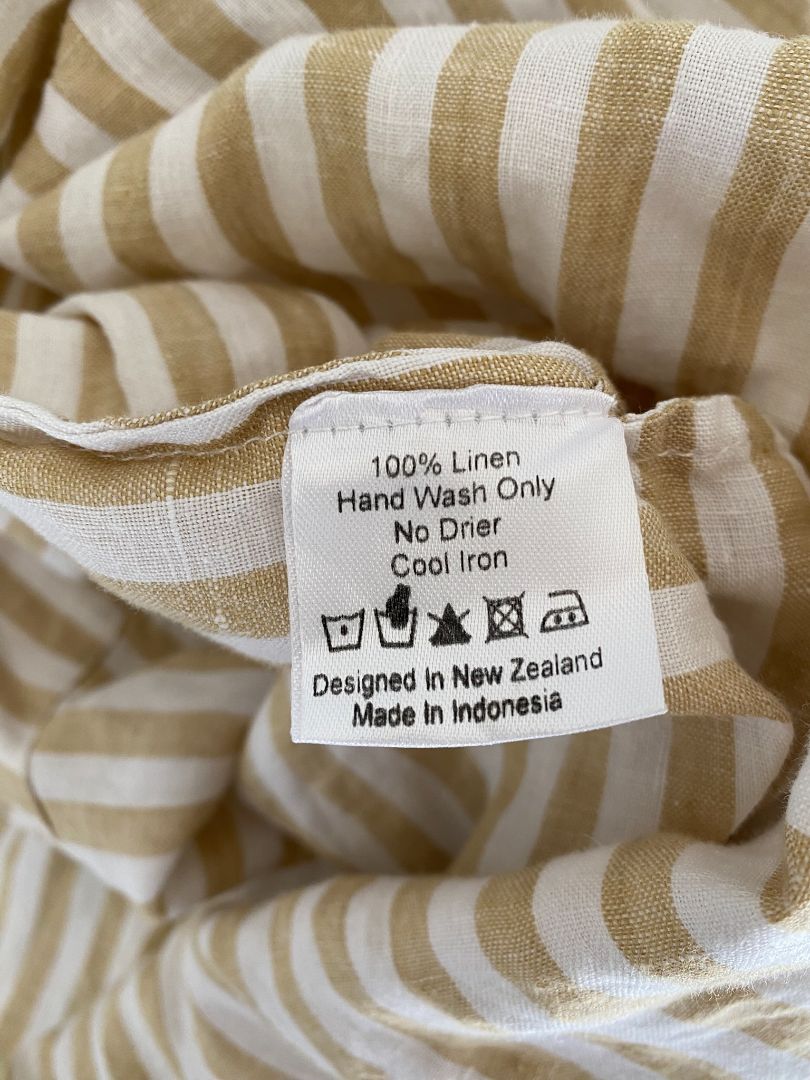 100% Linen
Hand Wash Only
No Drier
Cool Iron
Designed In New Zealand
Made In Indonesia